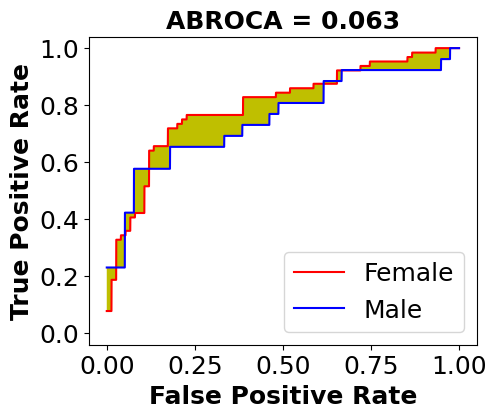 ABROCA = 0.063
True Positive Rate
1.0
0.8
0.6
0.4
0.2
0.0
Female
Male
0.00 0.25 0.50 0.75 1.00
False Positive Rate